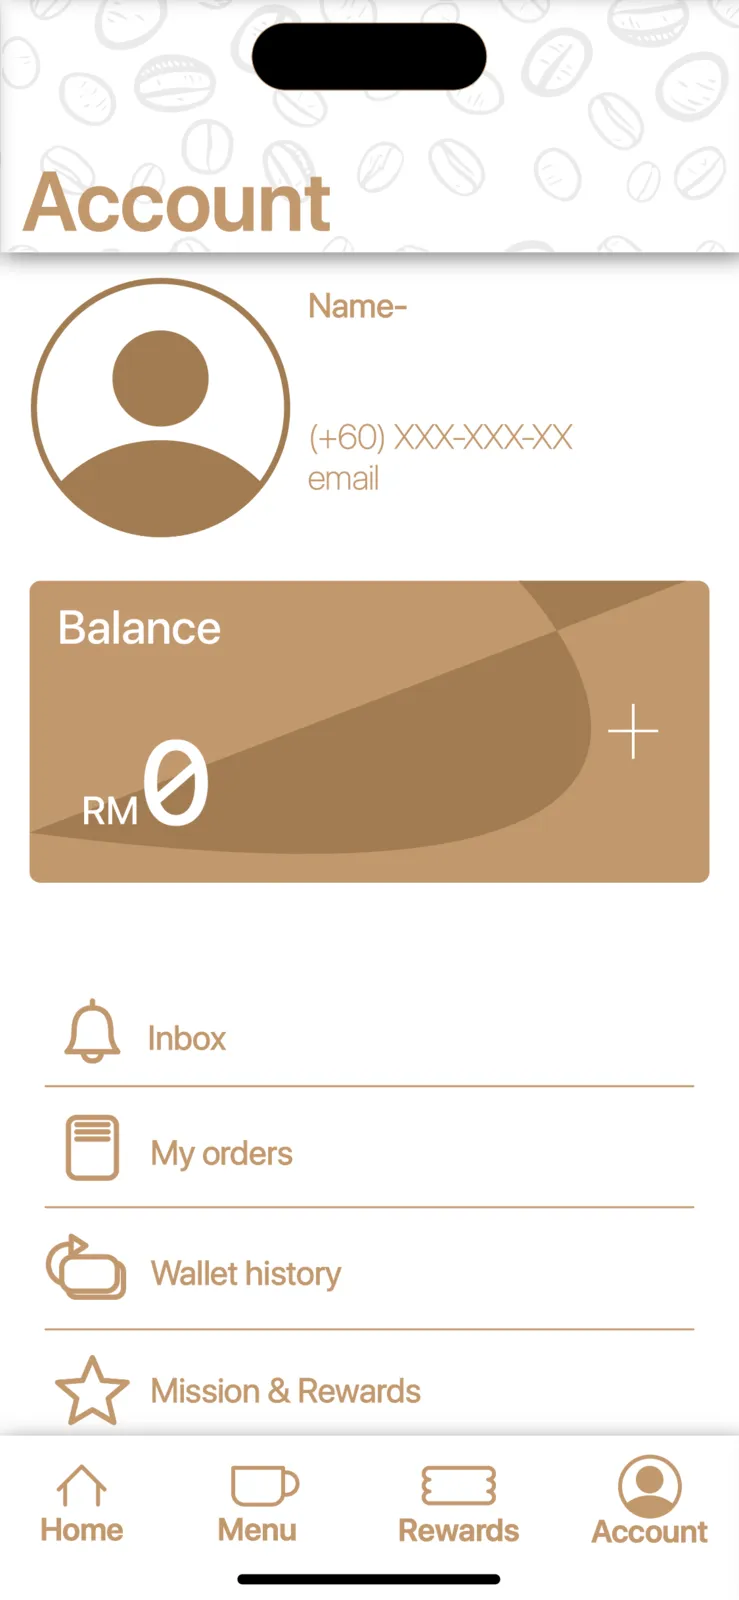 Account
Name-
(+60) XXX-XXX-XX
email
Balance
RM0
Inbox
My orders
Wallet history
Mission & Rewards
Home
Menu
Rewards
Account